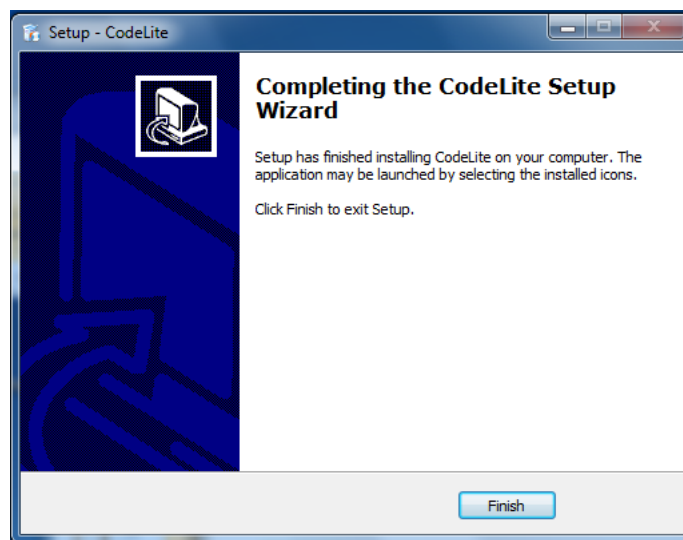 Setup - CodeLite
Completing the CodeLite Setup
Wizard
Setup has finished installing CodeLite on your computer. The
application may be launched by selecting the installed icons.
Click Finish to exit Setup.
Finish